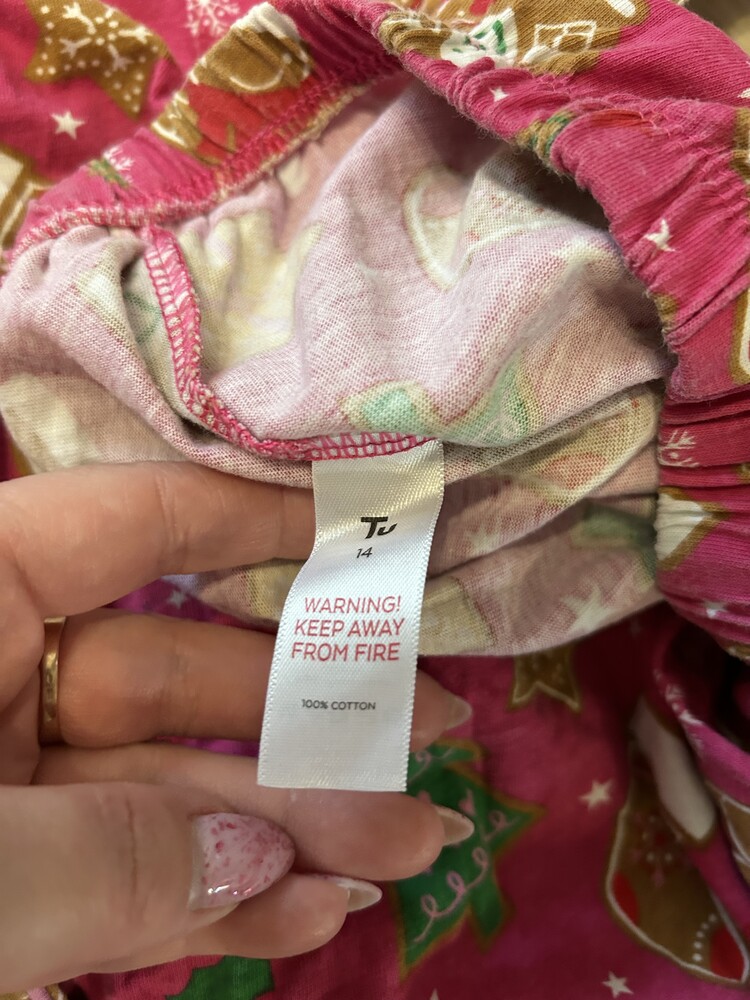 Tu
14
WARNING!
KEEP AWAY
FROM FIRE
100% COTTON